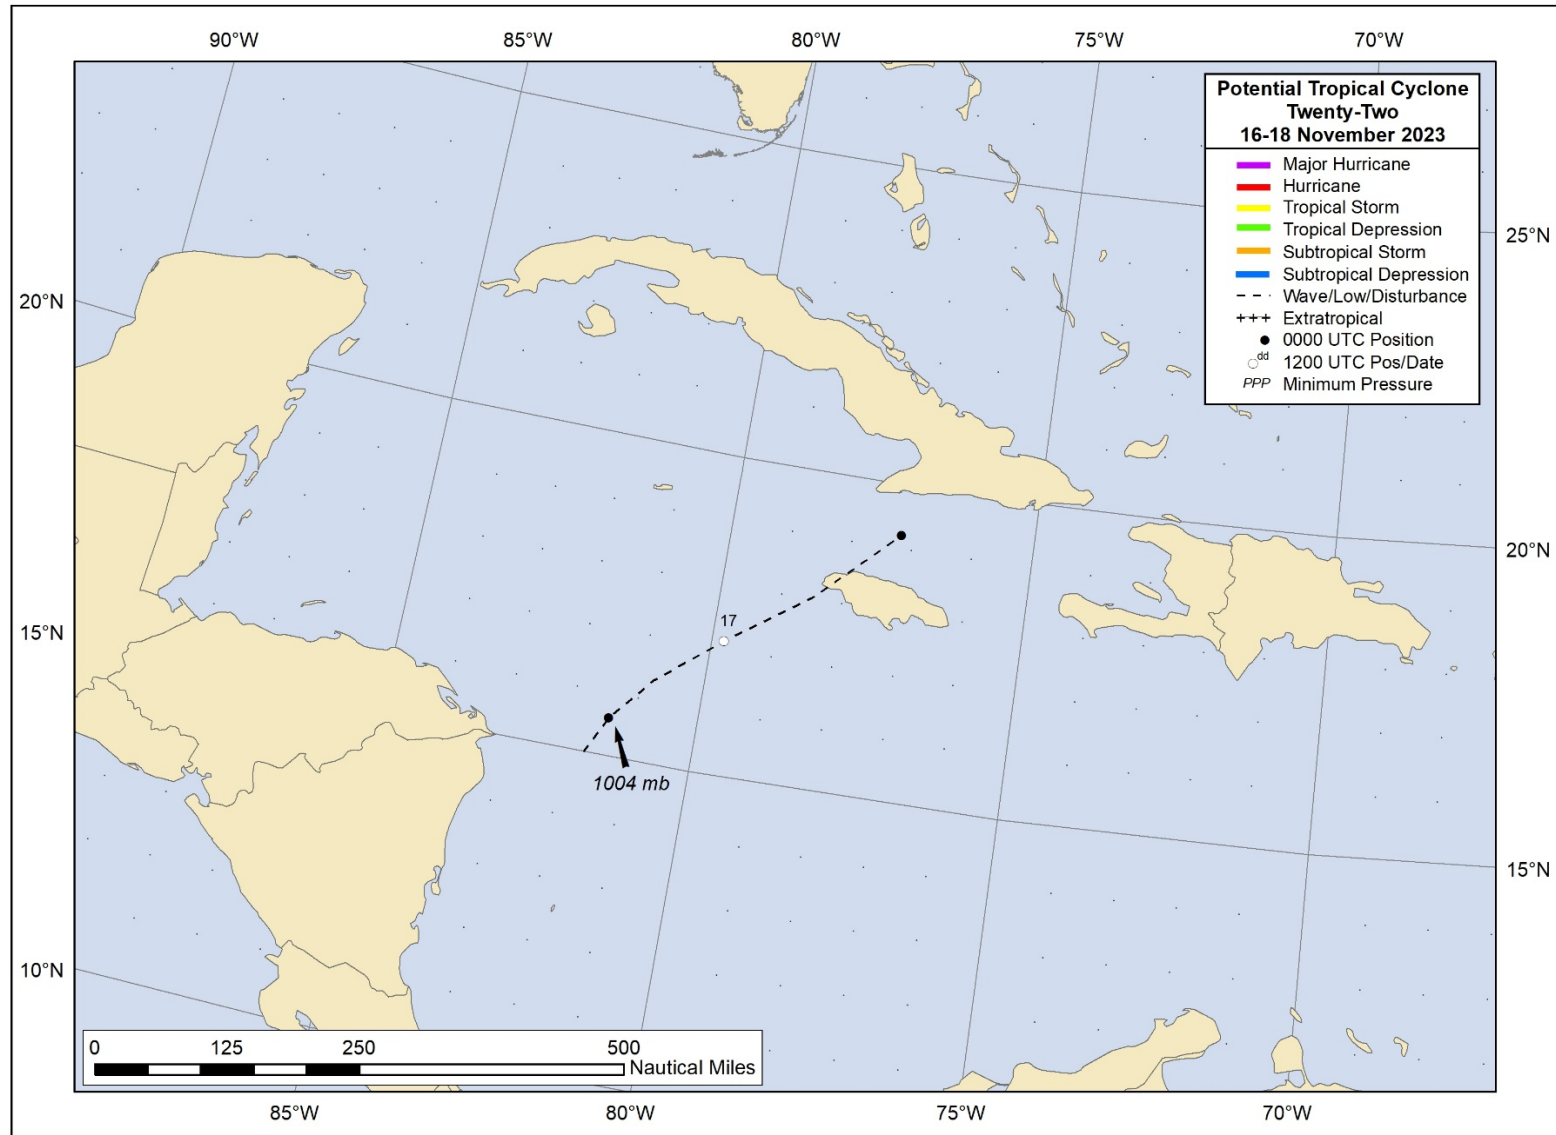 90°W 85°W 80°W 75°W 70°W
Potential Tropical Cyclone
Twenty-Two
16-18 November 2023
Major Hurricane
Hurricane
Tropical Storm
Tropical Depression
Subtropical Storm
Subtropical Depression
Wave/Low/Disturbance
Extratropical
0000 UTC Position
dd 1200 UTC Pos/Date
PPP Minimum Pressure
25°N
20°N
20°N
17
15°N
1004 mb
15°N
10°N
0 125 250 500
Nautical Miles
85°W 80°W 75°W 70°W